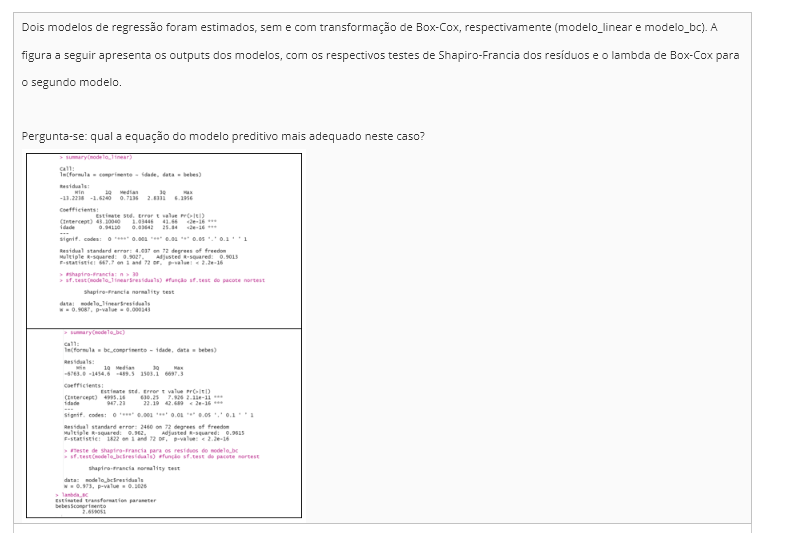 Dois modelos de regressão foram estimados, sem e com transformação de Box-Cox, respectivamente (modelo_linear e modelo_bc). A
figura a seguir apresenta os outputs dos modelos, com os respectivos testes de Shapiro-Francia dos resíduos e o lambda de Box-Cox para
o segundo modelo.
Pergunta-se: qual a equação do modelo preditivo mais adequado neste caso?
> summary(modelo_linear)
Call:
lm(formula = comprimento ~ idade, data = bebes)
Residuals:
Min 1Q Median 3Q Max
-13.2238 -1.6240 0.7136 2.8331 6.1956
Coefficients:
Estimate Std. Error t value Pr(>|t|)
(Intercept) 43.10040 1.03446 41.66 <2e-16 ***
idade 0.94110 0.03642 25.84 <2e-16 ***
---
Signif. codes: 0 '***' 0.001 '**' 0.01 '*' 0.05 '.' 0.1 ' ' 1
Residual standard error: 4.037 on 72 degrees of freedom
Multiple R-squared: 0.9027, Adjusted R-squared: 0.9013
F-statistic: 667.7 on 1 and 72 DF, p-value: < 2.2e-16
> #Shapiro-Francia: n > 30
> sf.test(modelo_linear$residuals) #função sf.test do pacote nortest
Shapiro-Francia normality test
data: modelo_linear$residuals
W = 0.9087, p-value = 0.000143
> summary(modelo_bc)
Call:
lm(formula = bc_comprimento ~ idade, data = bebes)
Residuals:
Min 1Q Median 3Q Max
-6763.0 -1454.6 -489.5 1503.1 6697.3
Coefficients:
Estimate Std. Error t value Pr(>|t|)
(Intercept) 4995.16 630.25 7.926 2.11e-11 ***
idade 947.23 22.19 42.689 < 2e-16 ***
---
Signif. codes: 0 '***' 0.001 '**' 0.01 '*' 0.05 '.' 0.1 ' ' 1
Residual standard error: 2460 on 72 degrees of freedom
Multiple R-squared: 0.962, Adjusted R-squared: 0.9615
F-statistic: 1822 on 1 and 72 DF, p-value: < 2.2e-16
> #Teste de Shapiro-Francia para os resíduos do modelo_bc
> sf.test(modelo_bc$residuals) #função sf.test do pacote nortest
Shapiro-Francia normality test
data: modelo_bc$residuals
W = 0.973, p-value = 0.1026
> lambda_BC
Estimated transformation parameter
bebes$comprimento
2.659051